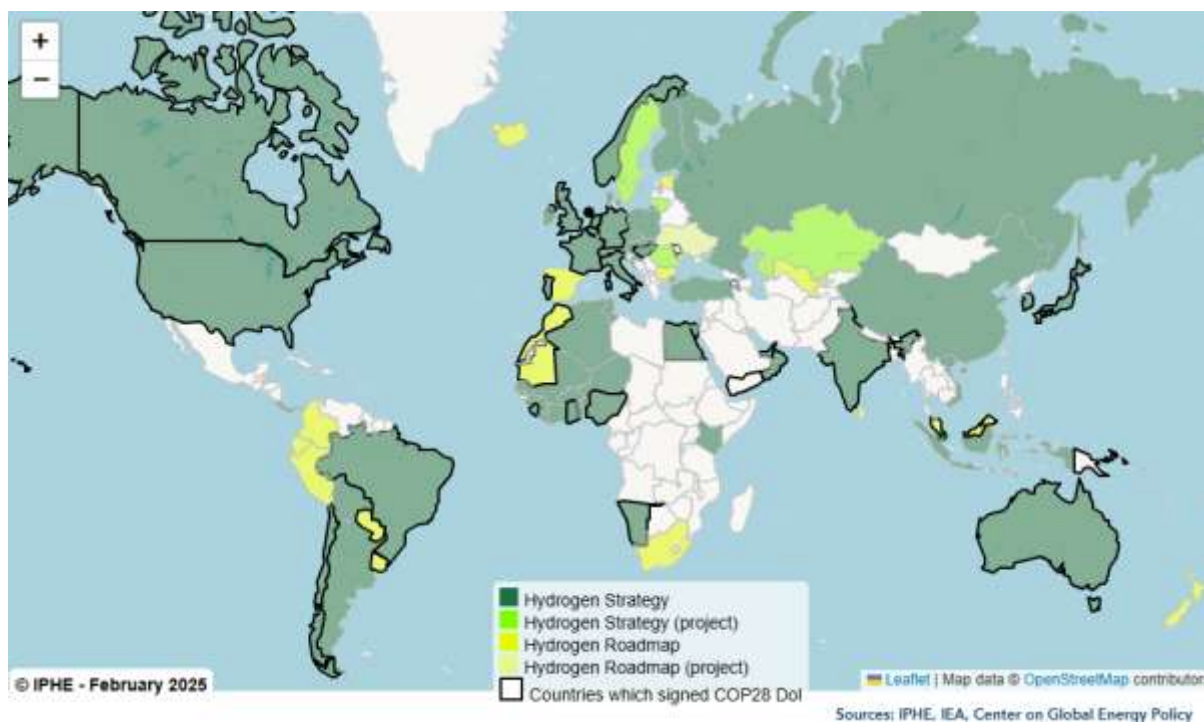 +
−
Hydrogen Strategy
Hydrogen Strategy (project)
Hydrogen Roadmap
Hydrogen Roadmap (project)
Countries which signed COP28 DoI
© IPHE - February 2025
Leaflet | Map data © OpenStreetMap contributor
Sources: IPHE, IEA, Center on Global Energy Policy